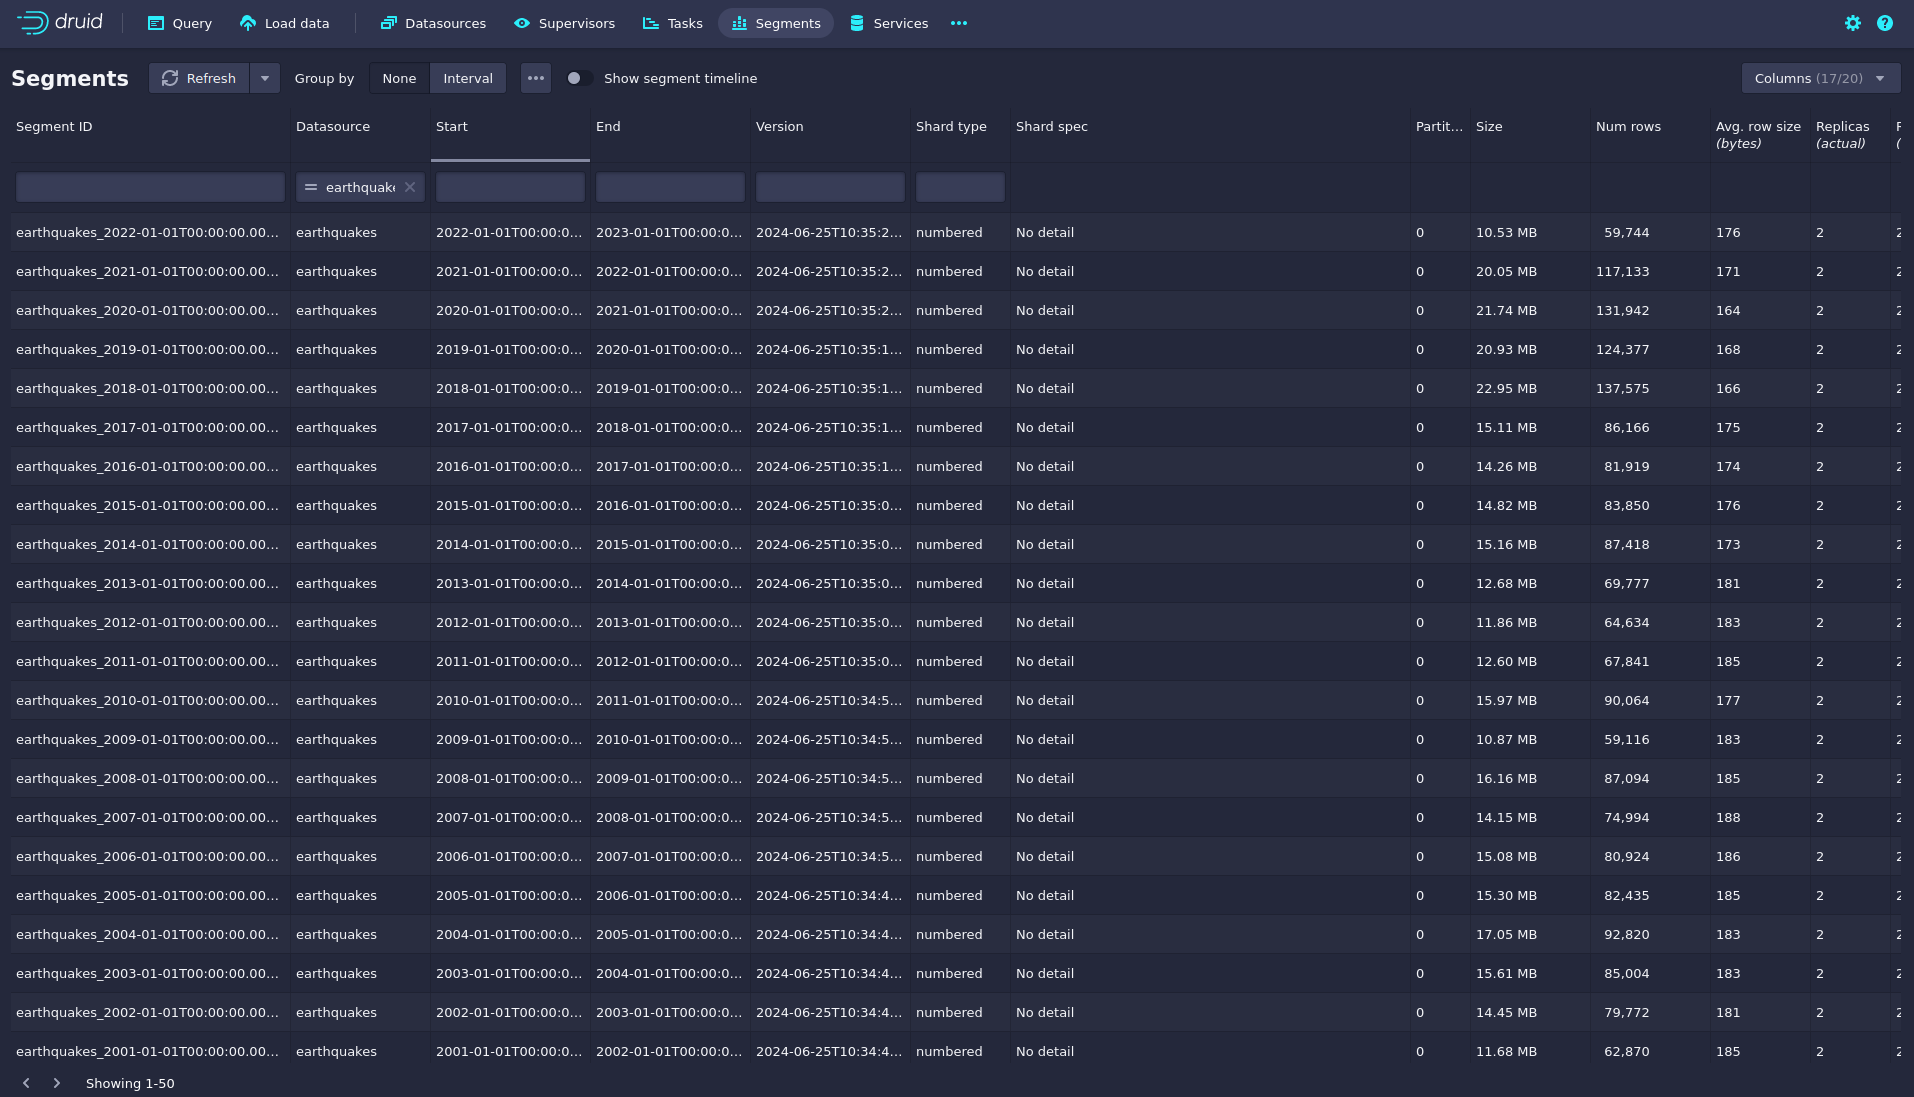 druid Query Load data Datasources Supervisors Tasks Segments Services
Segments Refresh Group by None Interval Show segment timeline Columns (17/20)
Segment ID Datasource Start End Version Shard type Shard spec Partit... Size Num rows Avg. row size (bytes) Replicas (actual)
= earthquake
earthquakes_2022-01-01T00:00:00.00... earthquakes 2022-01-01T00:00:0... 2023-01-01T00:00:0... 2024-06-25T10:35:2... numbered No detail 0 10.53 MB 59,744 176 2
earthquakes_2021-01-01T00:00:00.00... earthquakes 2021-01-01T00:00:0... 2022-01-01T00:00:0... 2024-06-25T10:35:2... numbered No detail 0 20.05 MB 117,133 171 2
earthquakes_2020-01-01T00:00:00.00... earthquakes 2020-01-01T00:00:0... 2021-01-01T00:00:0... 2024-06-25T10:35:2... numbered No detail 0 21.74 MB 131,942 164 2
earthquakes_2019-01-01T00:00:00.00... earthquakes 2019-01-01T00:00:0... 2020-01-01T00:00:0... 2024-06-25T10:35:1... numbered No detail 0 20.93 MB 124,377 168 2
earthquakes_2018-01-01T00:00:00.00... earthquakes 2018-01-01T00:00:0... 2019-01-01T00:00:0... 2024-06-25T10:35:1... numbered No detail 0 22.95 MB 137,575 166 2
earthquakes_2017-01-01T00:00:00.00... earthquakes 2017-01-01T00:00:0... 2018-01-01T00:00:0... 2024-06-25T10:35:1... numbered No detail 0 15.11 MB 86,166 175 2
earthquakes_2016-01-01T00:00:00.00... earthquakes 2016-01-01T00:00:0... 2017-01-01T00:00:0... 2024-06-25T10:35:1... numbered No detail 0 14.26 MB 81,919 174 2
earthquakes_2015-01-01T00:00:00.00... earthquakes 2015-01-01T00:00:0... 2016-01-01T00:00:0... 2024-06-25T10:35:0... numbered No detail 0 14.82 MB 83,850 176 2
earthquakes_2014-01-01T00:00:00.00... earthquakes 2014-01-01T00:00:0... 2015-01-01T00:00:0... 2024-06-25T10:35:0... numbered No detail 0 15.16 MB 87,418 173 2
earthquakes_2013-01-01T00:00:00.00... earthquakes 2013-01-01T00:00:0... 2014-01-01T00:00:0... 2024-06-25T10:35:0... numbered No detail 0 12.68 MB 69,777 181 2
earthquakes_2012-01-01T00:00:00.00... earthquakes 2012-01-01T00:00:0... 2013-01-01T00:00:0... 2024-06-25T10:35:0... numbered No detail 0 11.86 MB 64,634 183 2
earthquakes_2011-01-01T00:00:00.00... earthquakes 2011-01-01T00:00:0... 2012-01-01T00:00:0... 2024-06-25T10:35:0... numbered No detail 0 12.60 MB 67,841 185 2
earthquakes_2010-01-01T00:00:00.00... earthquakes 2010-01-01T00:00:0... 2011-01-01T00:00:0... 2024-06-25T10:34:5... numbered No detail 0 15.97 MB 90,064 177 2
earthquakes_2009-01-01T00:00:00.00... earthquakes 2009-01-01T00:00:0... 2010-01-01T00:00:0... 2024-06-25T10:34:5... numbered No detail 0 10.87 MB 59,116 183 2
earthquakes_2008-01-01T00:00:00.00... earthquakes 2008-01-01T00:00:0... 2009-01-01T00:00:0... 2024-06-25T10:34:5... numbered No detail 0 16.16 MB 87,094 185 2
earthquakes_2007-01-01T00:00:00.00... earthquakes 2007-01-01T00:00:0... 2008-01-01T00:00:0... 2024-06-25T10:34:5... numbered No detail 0 14.15 MB 74,994 188 2
earthquakes_2006-01-01T00:00:00.00... earthquakes 2006-01-01T00:00:0... 2007-01-01T00:00:0... 2024-06-25T10:34:5... numbered No detail 0 15.08 MB 80,924 186 2
earthquakes_2005-01-01T00:00:00.00... earthquakes 2005-01-01T00:00:0... 2006-01-01T00:00:0... 2024-06-25T10:34:4... numbered No detail 0 15.30 MB 82,435 185 2
earthquakes_2004-01-01T00:00:00.00... earthquakes 2004-01-01T00:00:0... 2005-01-01T00:00:0... 2024-06-25T10:34:4... numbered No detail 0 17.05 MB 92,820 183 2
earthquakes_2003-01-01T00:00:00.00... earthquakes 2003-01-01T00:00:0... 2004-01-01T00:00:0... 2024-06-25T10:34:4... numbered No detail 0 15.61 MB 85,004 183 2
earthquakes_2002-01-01T00:00:00.00... earthquakes 2002-01-01T00:00:0... 2003-01-01T00:00:0... 2024-06-25T10:34:4... numbered No detail 0 14.45 MB 79,772 181 2
earthquakes_2001-01-01T00:00:00.00... earthquakes 2001-01-01T00:00:0... 2002-01-01T00:00:0... 2024-06-25T10:34:4... numbered No detail 0 11.68 MB 62,870 185 2
Showing 1-50